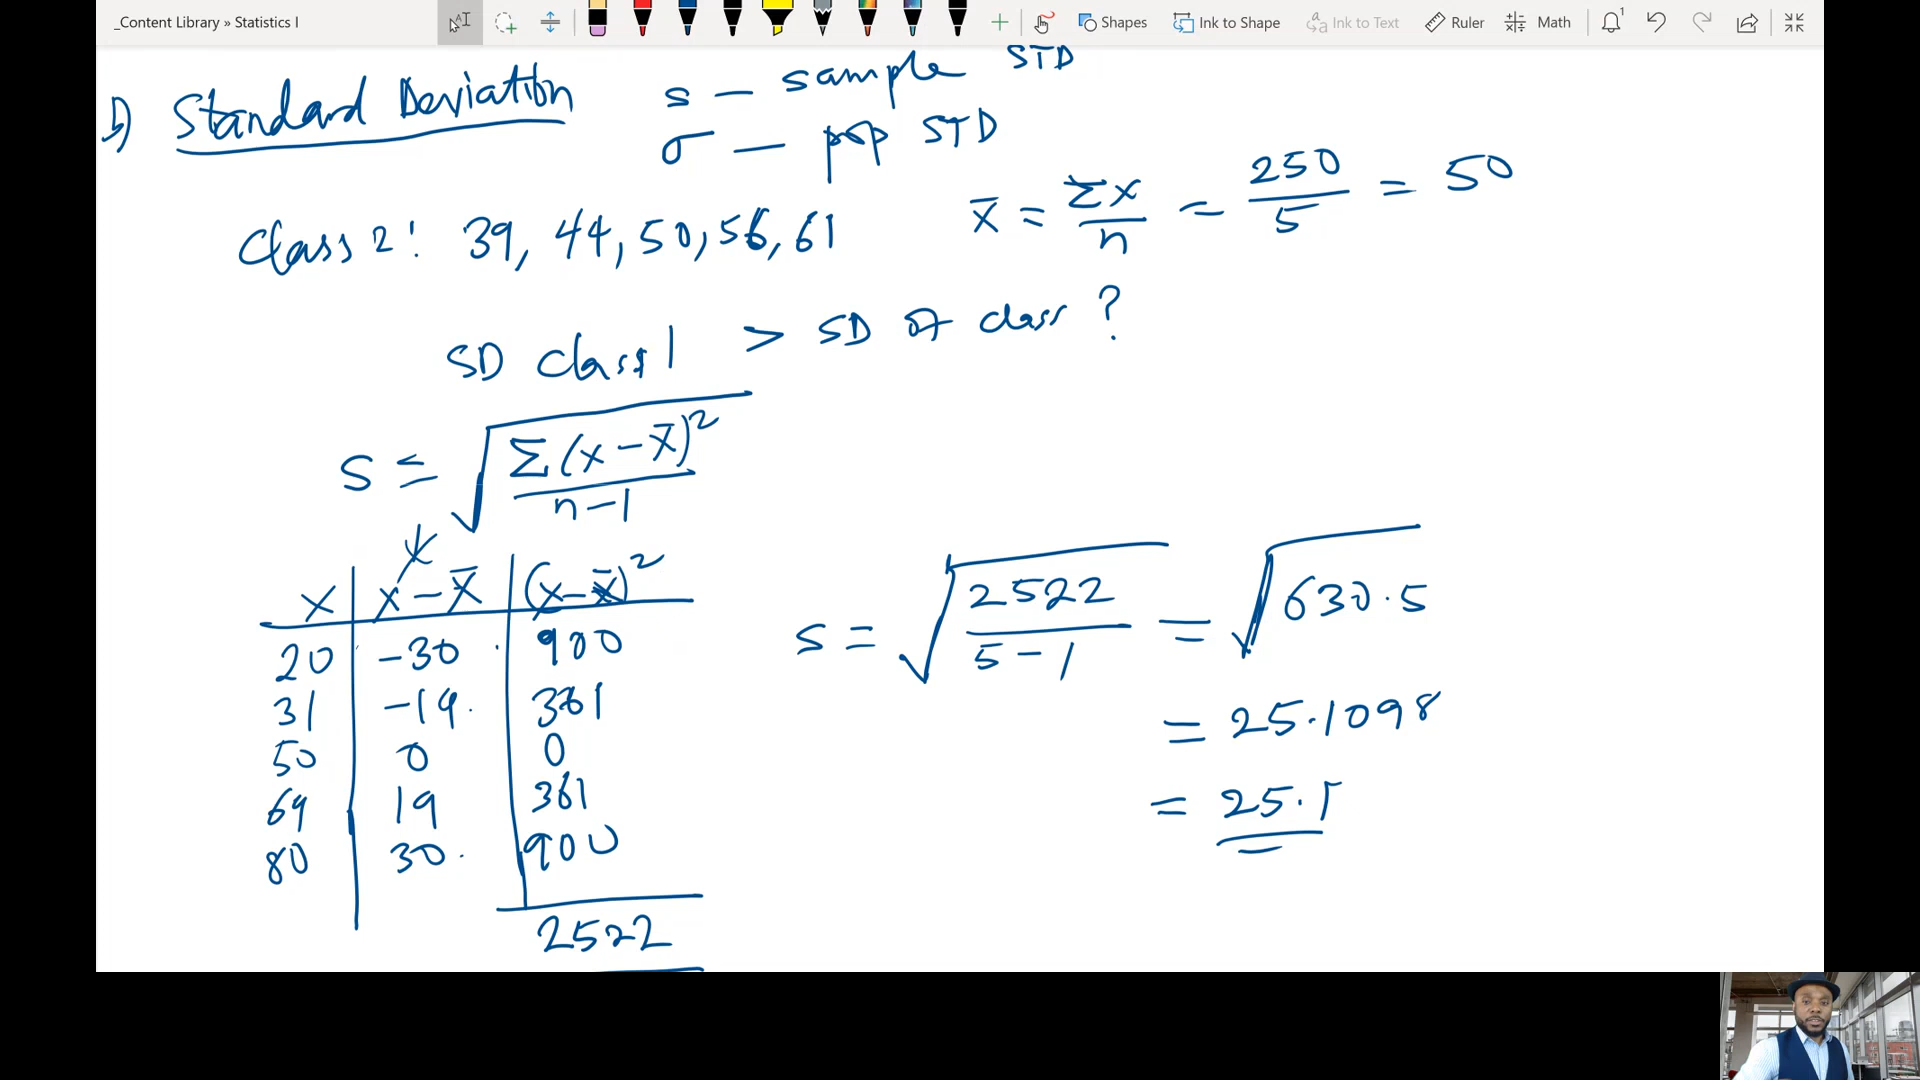 _Content Library » Statistics I
Shapes Ink to Shape Ink to Text Ruler Math 1
Standard Deviation
s — sample STD
σ — pop STD
x̄ = Σx/n = 250/5 = 50
Class 2: 39, 44, 50, 56, 61
SD class 1 > SD of class ?
s = √(Σ(x - x̄)²/(n-1))
x | x - x̄ | (x - x̄)²
20 | -30 | 900
31 | -19 | 361
50 | 0 | 0
69 | 19 | 361
80 | 30 | 900
2522
s = √(2522/(5-1)) = √630.5
= 25.1098
= 25.1